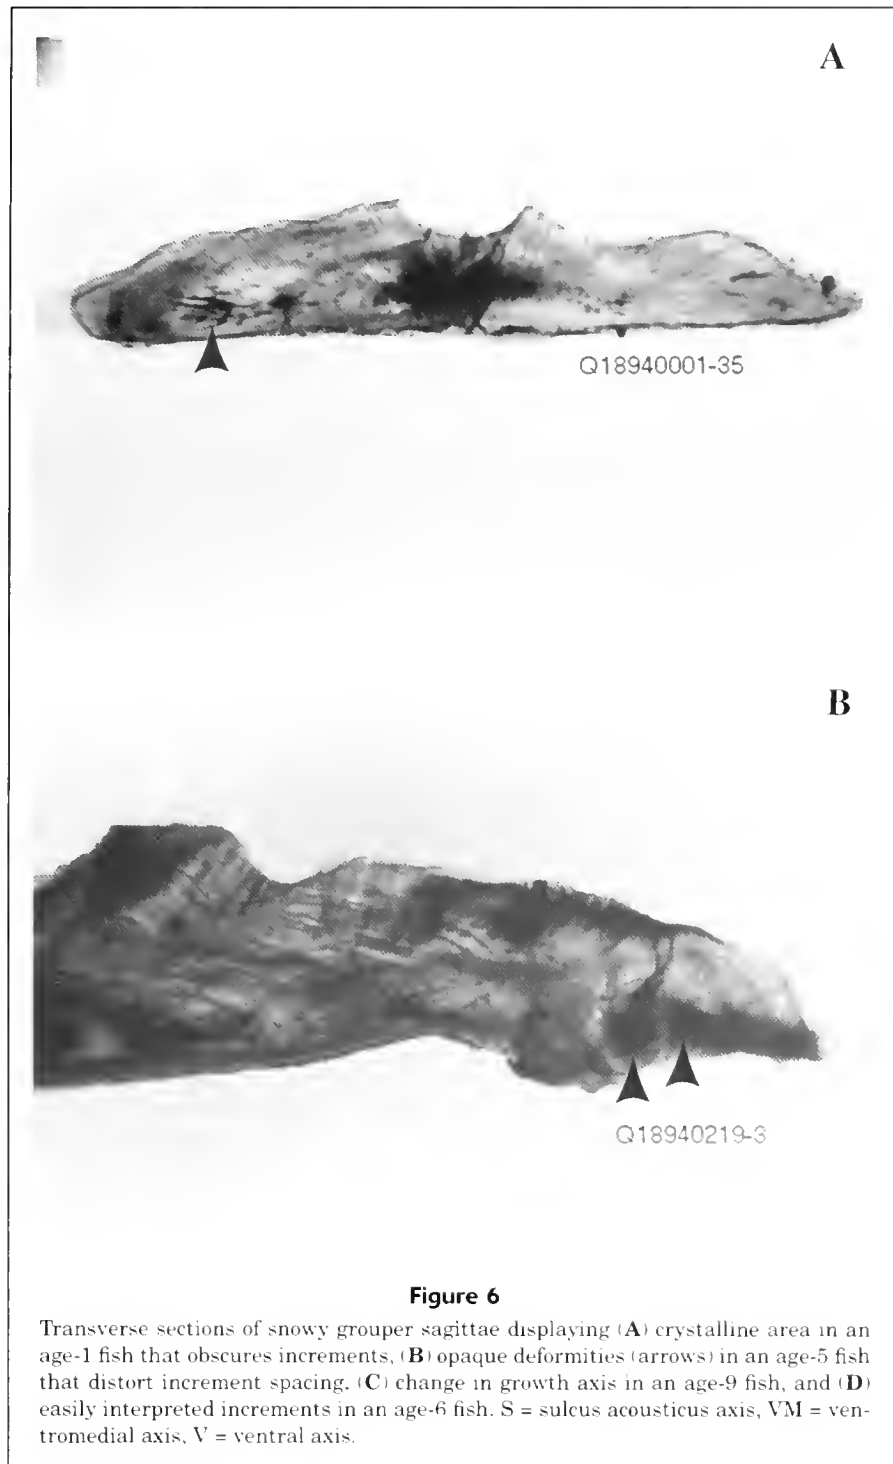 A
Q18940001-35
B
Q18940219-3
Figure 6
Transverse sections of snowy grouper sagittae displaying (A) crystalline area in an
age-1 fish that obscures increments, (B) opaque deformities (arrows) in an age-5 fish
that distort increment spacing. (C) change in growth axis in an age-9 fish, and (D)
easily interpreted increments in an age-6 fish. S = sulcus acousticus axis, VM = ven-
tromedial axis, V = ventral axis.